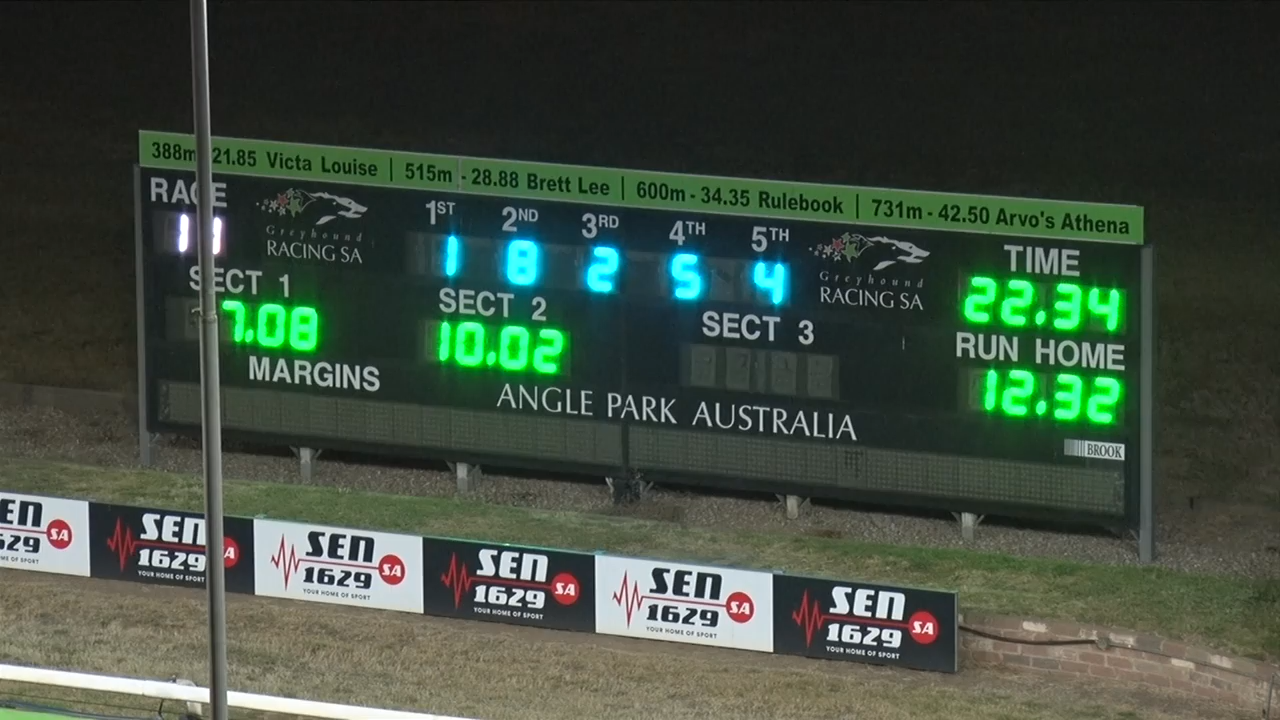 388m 21.85 Victa Louise | 515m - 28.88 Brett Lee | 600m - 34.35 Rulebook | 731m - 42.50 Arvo's Athena
RACE
11
Greyhound
RACING SA
1ST 2ND 3RD 4TH 5TH
1 8 2 5 4
Greyhound
RACING SA
TIME
22.34
SECT 1
7.08
SECT 2
10.02
SECT 3
RUN HOME
12.32
MARGINS
ANGLE PARK AUSTRALIA
BROOK
EN
629 SA
YOUR HOME OF SPORT
SEN
1629 A
YOUR HOME OF SPORT
SEN
1629 SA
YOUR HOME OF SPORT
SEN
1629 SA
YOUR HOME OF SPORT
SEN
1629 SA
YOUR HOME OF SPORT
SEN
1629 SA
YOUR HOME OF SPORT